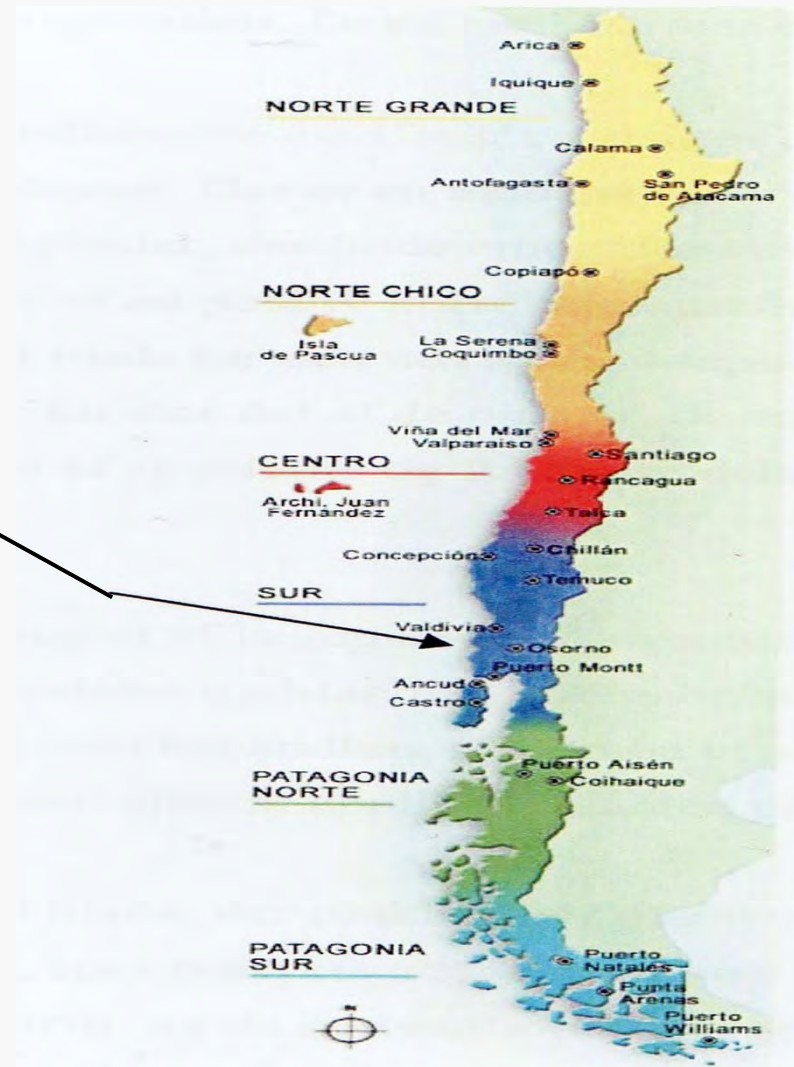 Arica
Iquique
NORTE GRANDE
Calama
Antofagasta
San Pedro
de Atacama
Copiapó
NORTE CHICO
Isla
de Pascua
La Serena
Coquimbo
Viña del Mar
Valparaiso
Santiago
CENTRO
Rancagua
Archi. Juan
Fernández
Talca
Chillán
Concepción
Temuco
SUR
Valdivia
Osorno
Puerto Montt
Ancud
Castro
Puerto Aisén
PATAGONIA
NORTE
Coihaique
PATAGONIA
SUR
Puerto
Natales
Punta
Arenas
Puerto
Williams
N